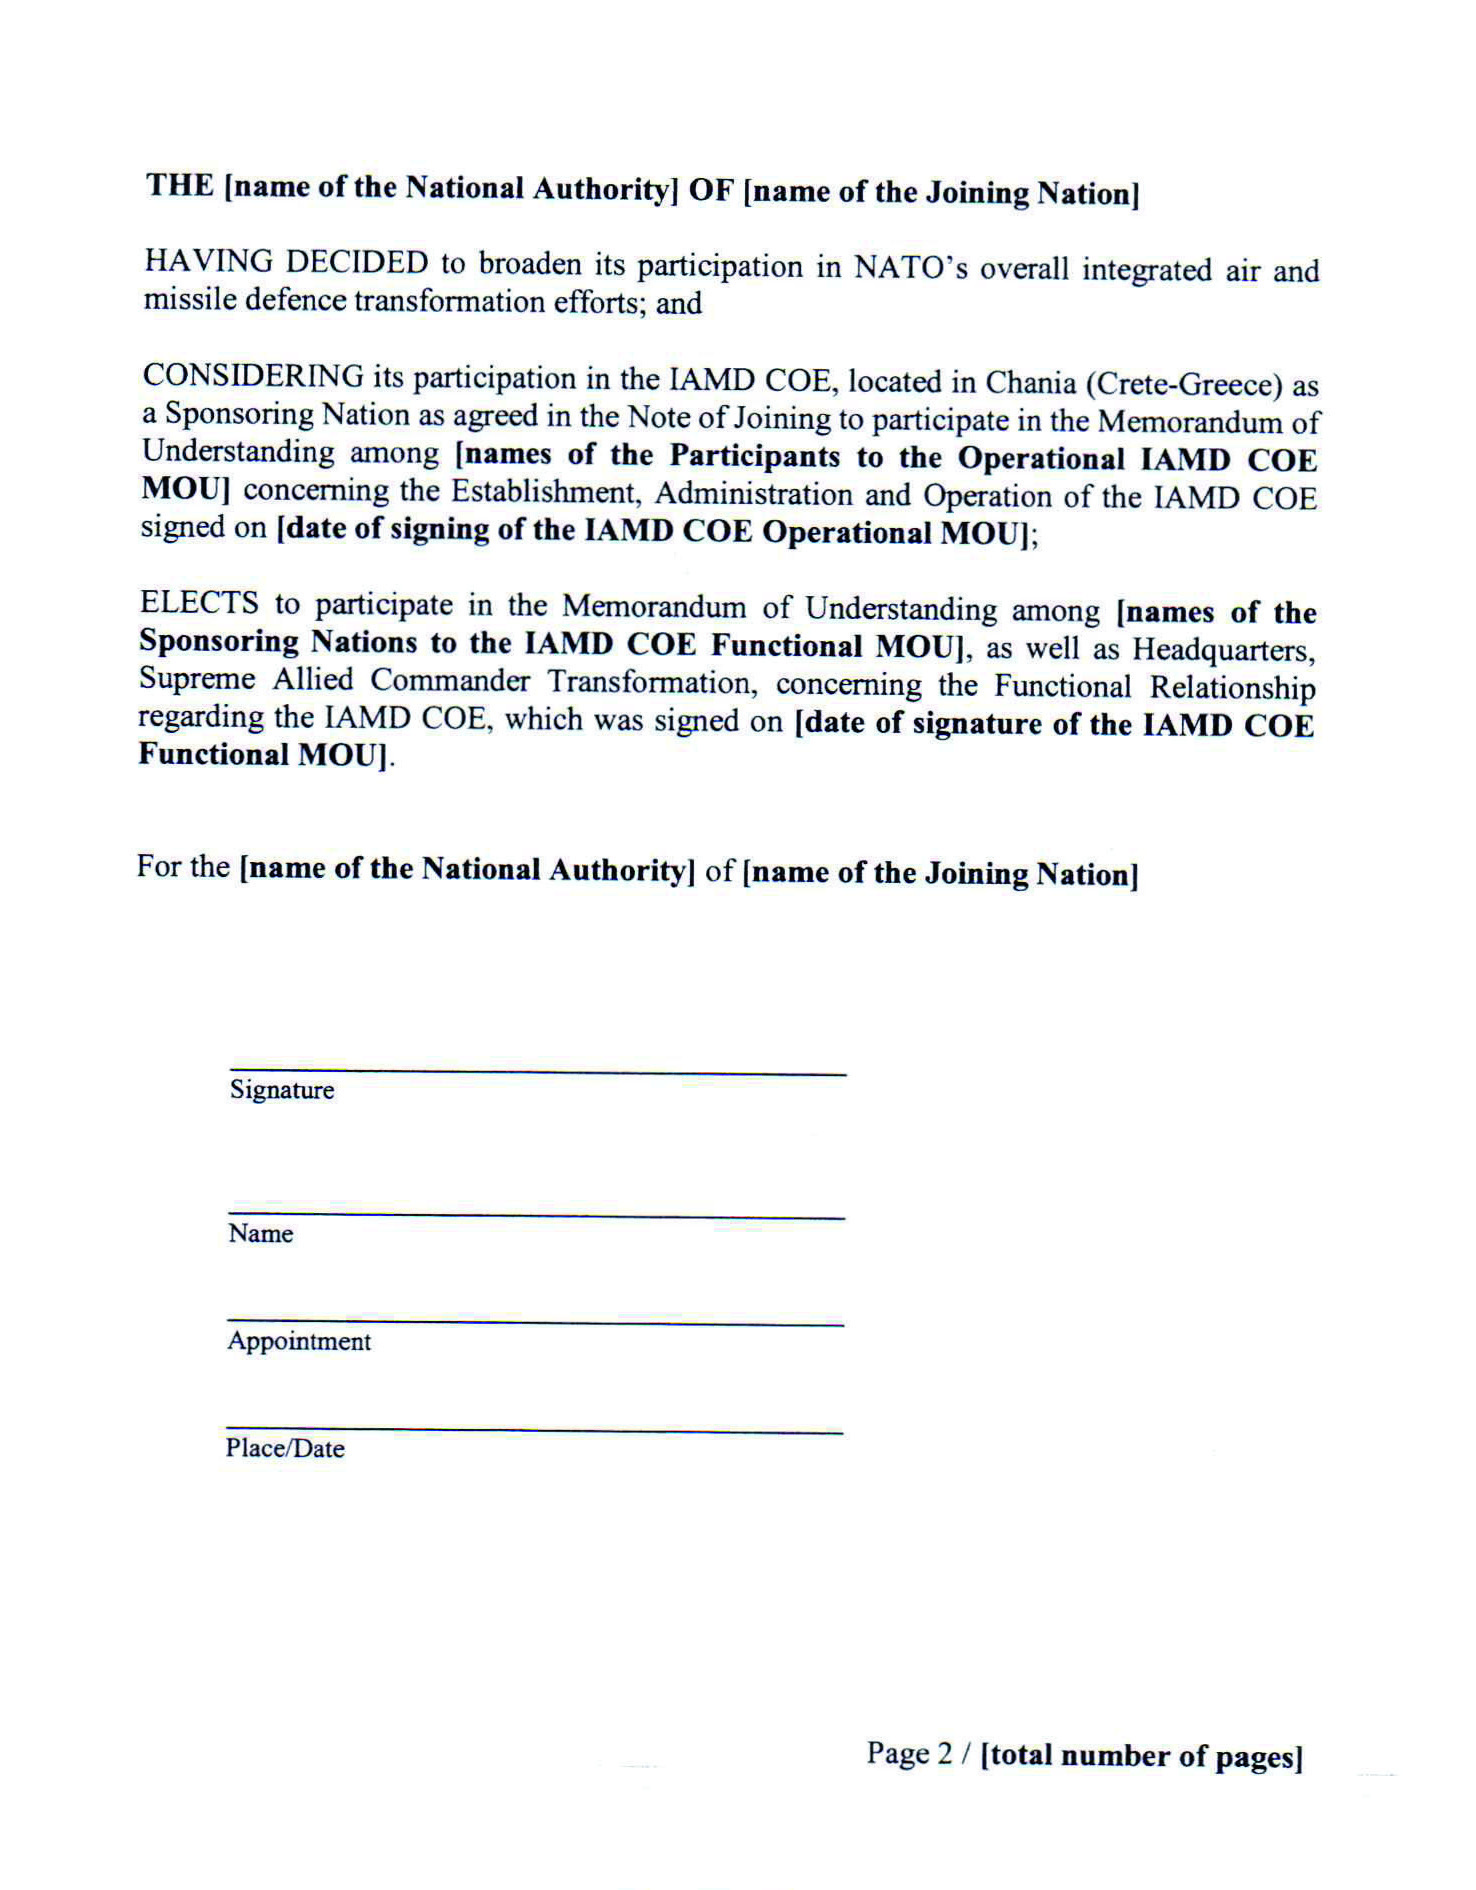 THE [name of the National Authority] OF [name of the Joining Nation]
HAVING DECIDED to broaden its participation in NATO's overall integrated air and
missile defence transformation efforts; and
CONSIDERING its participation in the IAMD COE, located in Chania (Crete-Greece) as
a Sponsoring Nation as agreed in the Note of Joining to participate in the Memorandum of
Understanding among [names of the Participants to the Operational IAMD COE
MOU] concerning the Establishment, Administration and Operation of the IAMD COE
signed on [date of signing of the IAMD COE Operational MOU];
ELECTS to participate in the Memorandum of Understanding among [names of the
Sponsoring Nations to the IAMD COE Functional MOU], as well as Headquarters,
Supreme Allied Commander Transformation, concerning the Functional Relationship
regarding the IAMD COE, which was signed on [date of signature of the IAMD COE
Functional MOU].
For the [name of the National Authority] of [name of the Joining Nation]
Signature
Name
Appointment
Place/Date
Page 2 / [total number of pages]